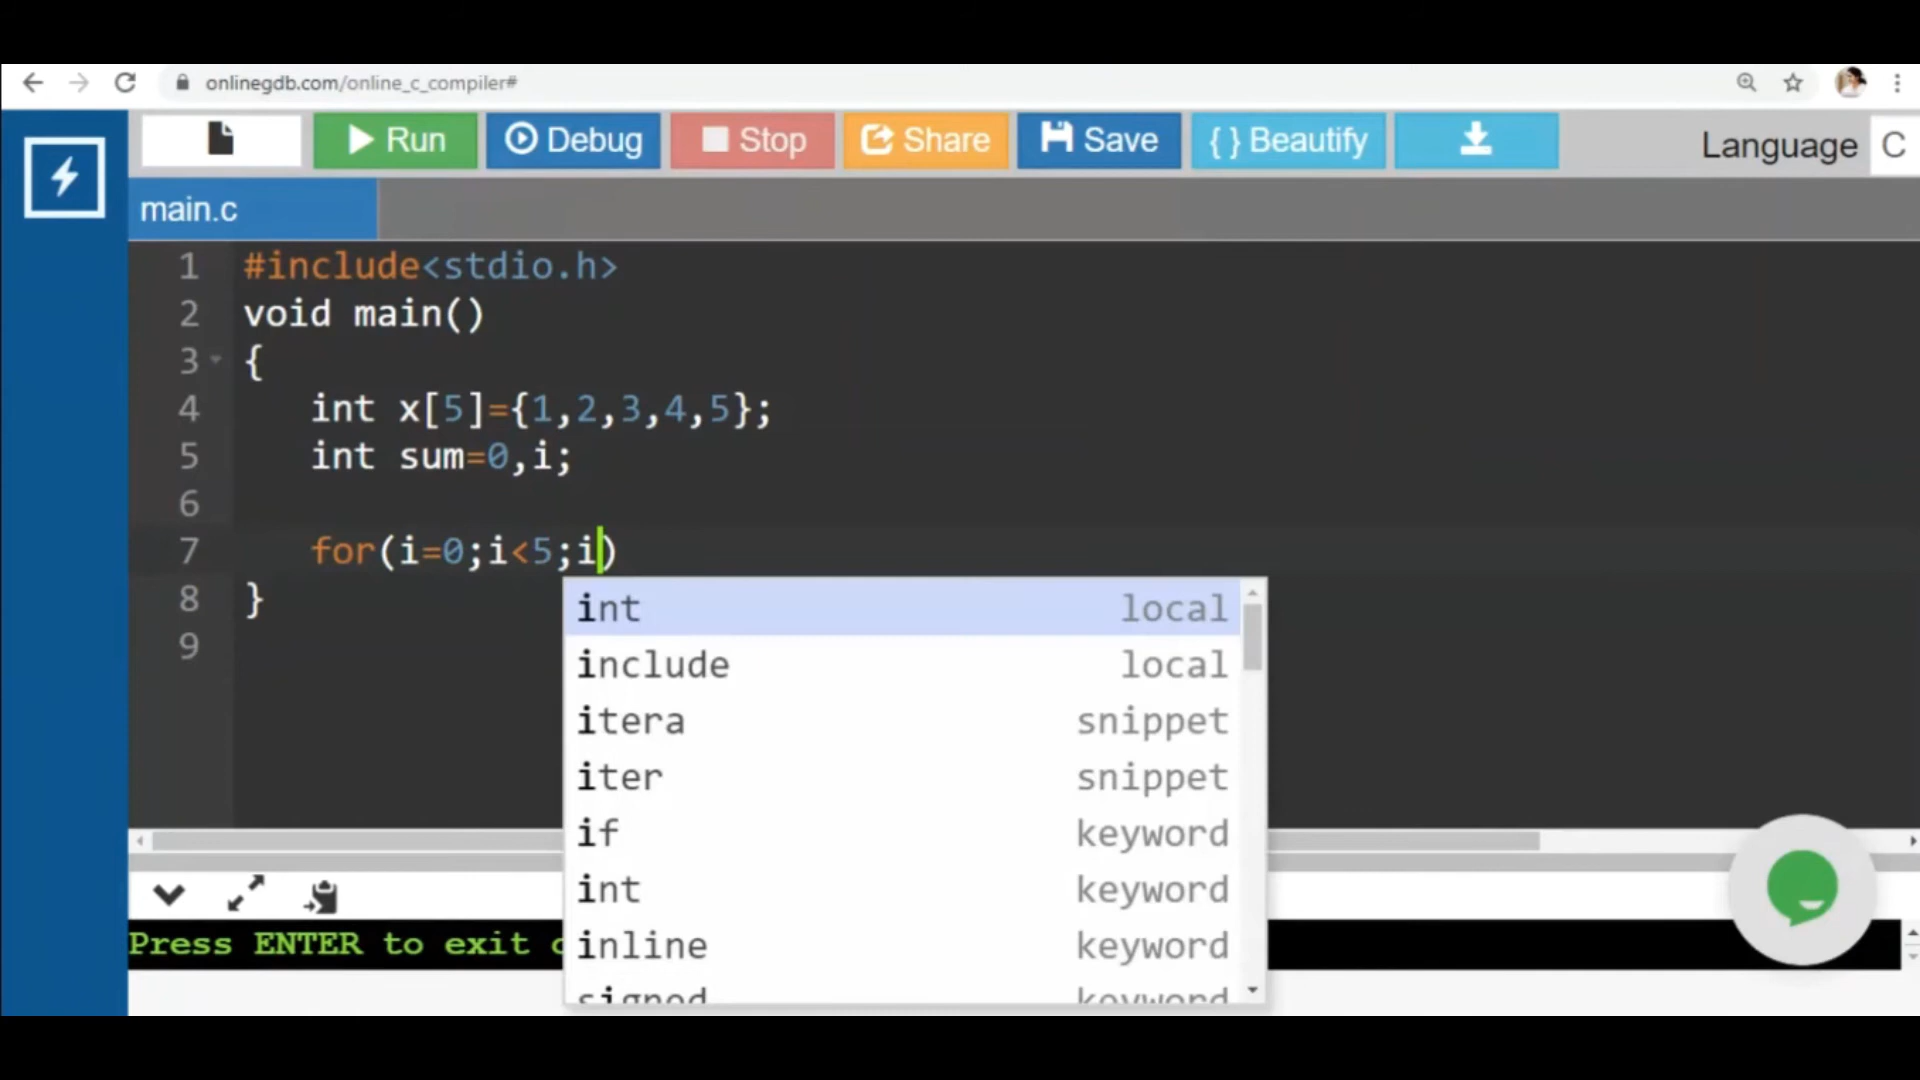 onlinegdb.com/online_c_compiler#
Run Debug Stop Share Save { } Beautify Language C
main.c
1 #include<stdio.h>
2 void main()
3 {
4 int x[5]={1,2,3,4,5};
5 int sum=0,i;
6
7 for(i=0;i<5;i)
8 }
9
int local
include local
itera snippet
iter snippet
if keyword
int keyword
inline keyword
signed keyword
Press ENTER to exit